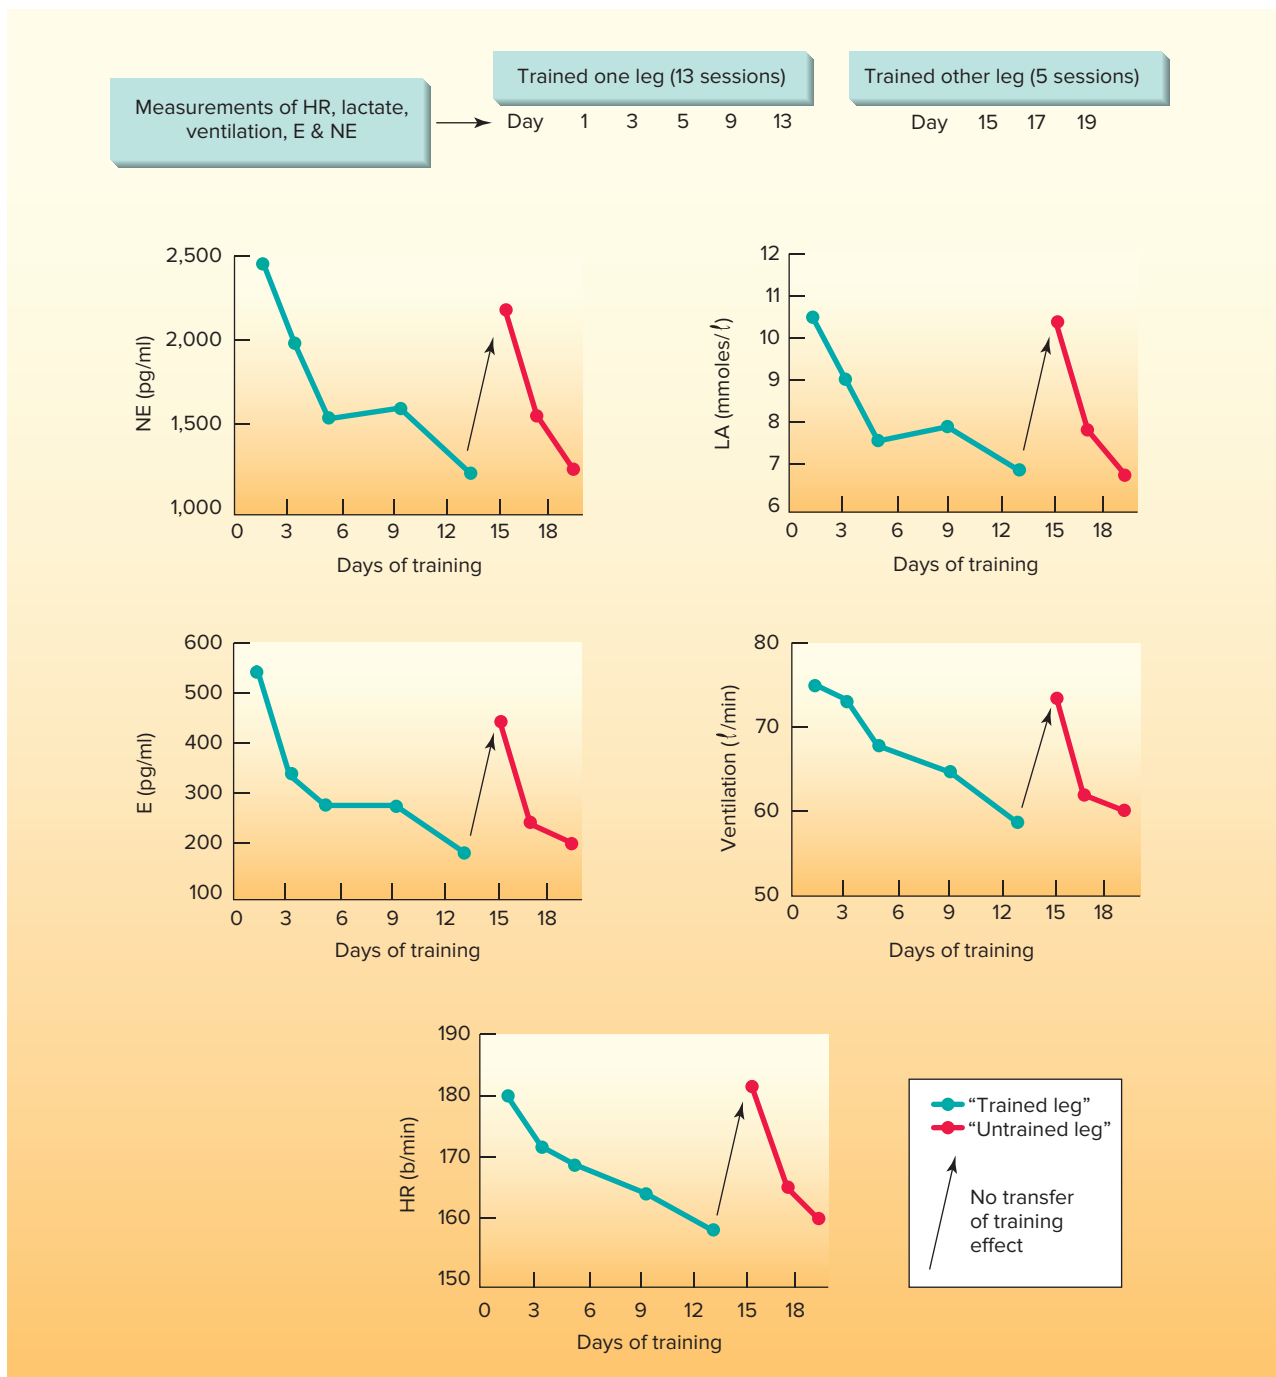 Measurements of HR, lactate,
ventilation, E & NE
Trained one leg (13 sessions)
Day 1 3 5 9 13
Trained other leg (5 sessions)
Day 15 17 19
NE (pg/ml)
2,500
2,000
1,500
1,000
0 3 6 9 12 15 18
Days of training
LA (mmoles/ℓ)
12
11
10
9
8
7
6
0 3 6 9 12 15 18
Days of training
E (pg/ml)
600
500
400
300
200
100
0 3 6 9 12 15 18
Days of training
Ventilation (ℓ/min)
80
70
60
50
0 3 6 9 12 15 18
Days of training
HR (b/min)
190
180
170
160
150
0 3 6 9 12 15 18
Days of training
“Trained leg”
“Untrained leg”
No transfer
of training
effect